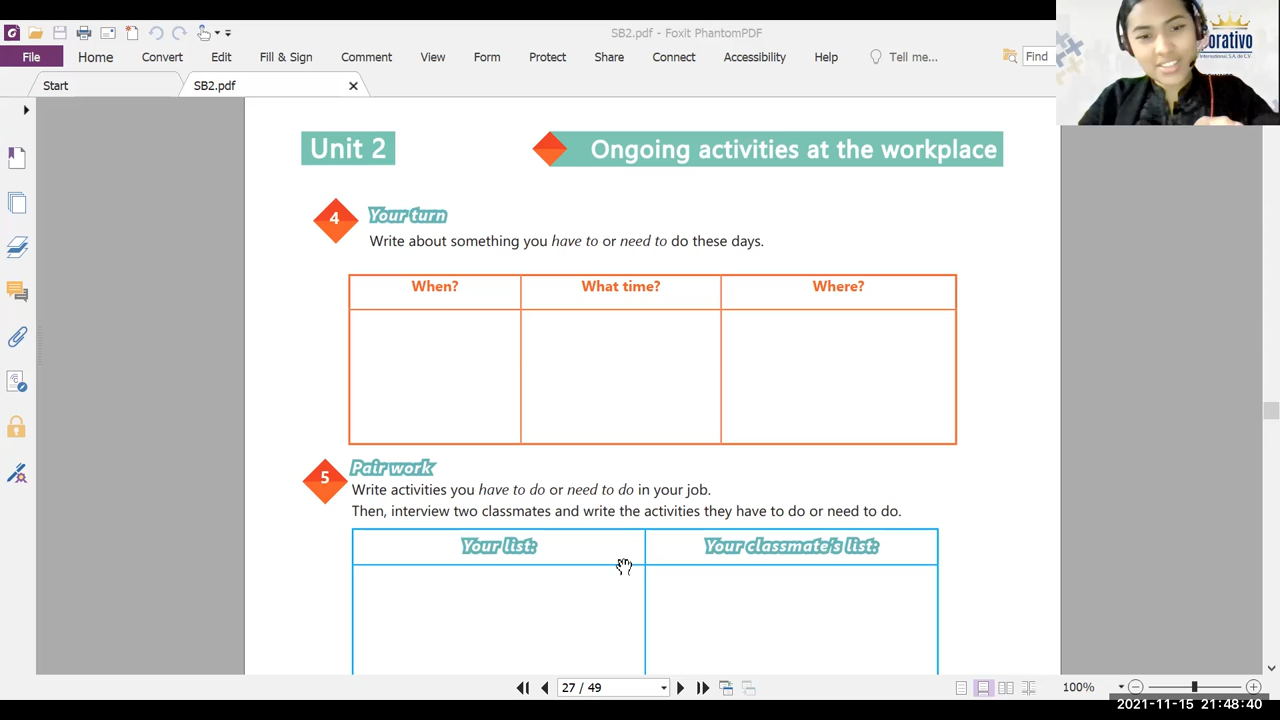 SB2.pdf - Foxit PhantomPDF
File Home Convert Fill & Sign Comment View Form Protect Share Connect Accessibility Help Tell me... Find
Start SB2.pdf
orativo
International, S.A. de C.V.
Unit 2 Ongoing activities at the workplace
4 Your turn
Write about something you have to or need to do these days.
When? What time? Where?
5 Pair work
Write activities you have to do or need to do in your job.
Then, interview two classmates and write the activities they have to do or need to do.
Your list: Your classmate's list:
27 / 49 100%
2021-11-15 21:48:40